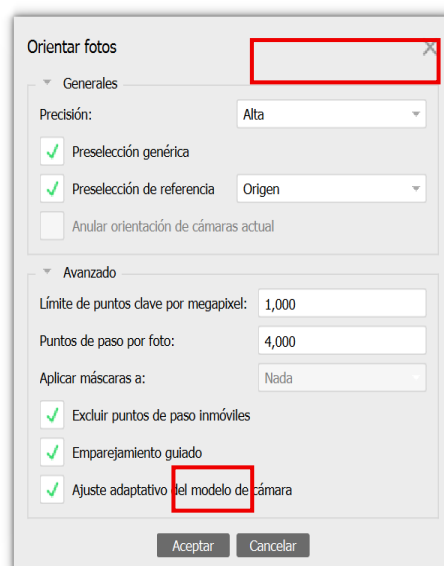 Orientar fotos
Generales
Precisión: Alta
Preselección genérica
Preselección de referencia Origen
Anular orientación de cámaras actual
Avanzado
Límite de puntos clave por megapixel: 1,000
Puntos de paso por foto: 4,000
Aplicar máscaras a: Nada
Excluir puntos de paso inmóviles
Emparejamiento guiado
Ajuste adaptativo del modelo de cámara
Aceptar Cancelar